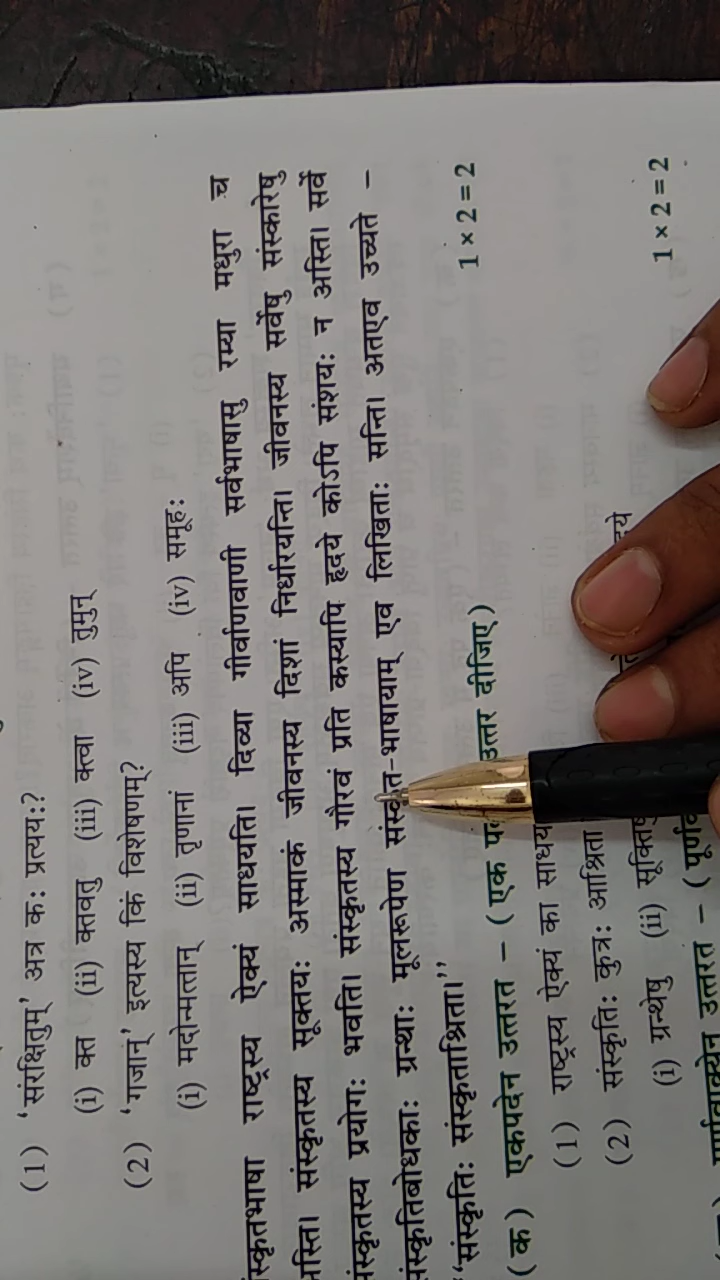 (1) 'संरक्षितुम्' अत्र कः प्रत्ययः?
(i) क्त (ii) क्तवतु (iii) क्त्वा (iv) तुमुन्
(2) 'गजान्' इत्यस्य किं विशेषणम्?
(i) मदोन्मत्तान् (ii) तृणानां (iii) अपि (iv) समूहः
स्कृतभाषा राष्ट्रस्य ऐक्यं साधयति। दिव्या गीर्वाणवाणी सर्वभाषासु रम्या मधुरा च
स्ति। संस्कृतस्य सूक्तयः अस्माकं जीवनस्य दिशां निर्धारयन्ति। जीवनस्य सर्वेषु संस्कारेषु
स्कृतस्य प्रयोगः भवति। संस्कृतस्य गौरवं प्रति कस्यापि हृदये कोऽपि संशयः न अस्ति। सर्वे
स्कृतिबोधकाः ग्रन्थाः मूलरूपेण संस्कृत-भाषायाम् एव लिखिताः सन्ति। अतएव उच्यते -
"संस्कृतिः संस्कृताश्रिता।"
(क) एकपदेन उत्तरत - (एक उत्तर दीजिए) 1 × 2 = 2
(1) राष्ट्रस्य ऐक्यं का
(2) संस्कृतिः कुत्रः आश्रिता
(i) ग्रन्थेषु (ii)
उत्तरत - 1 × 2 = 2